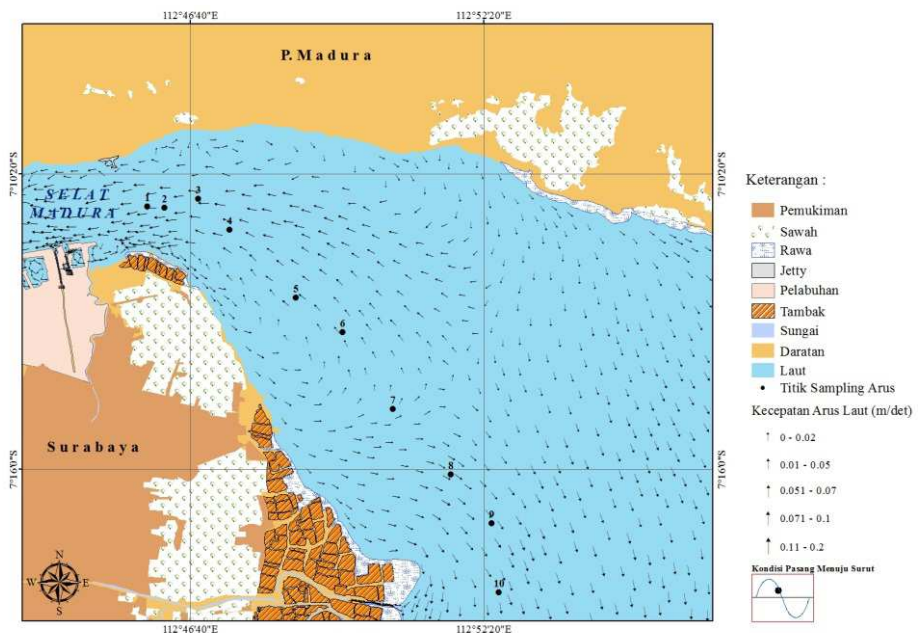 112°46'40"E 112°52'20"E
P. Madura
7°10'20"S
7°10'20"S
SELAT
MADURA
1 2 3
4
5
6
7
Surabaya
8
7°16'0"S
7°16'0"S
9
10
N
W E
S
112°46'40"E 112°52'20"E
Keterangan :
Pemukiman
Sawah
Rawa
Jetty
Pelabuhan
Tambak
Sungai
Daratan
Laut
Titik Sampling Arus
Kecepatan Arus Laut (m/det)
0 - 0.02
0.01 - 0.05
0.051 - 0.07
0.071 - 0.1
0.11 - 0.2
Kondisi Pasang Menuju Surut